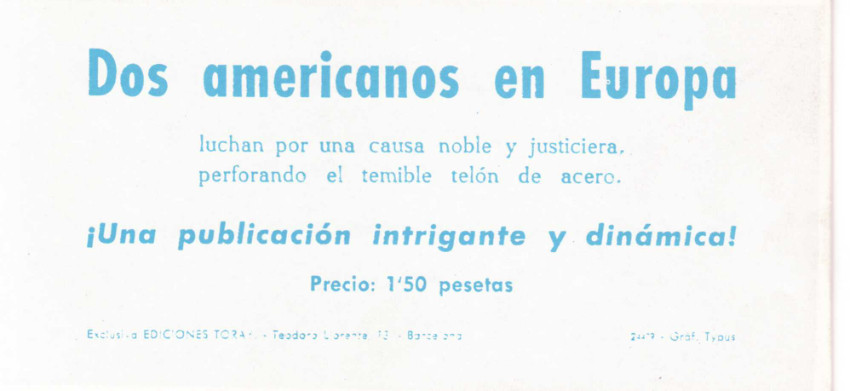 Dos americanos en Europa
luchan por una causa noble y justiciera,
perforando el temible telón de acero.
¡Una publicación intrigante y dinámica!
Precio: 1'50 pesetas
Exclusiva EDICIONES TORAY - Teodoro Llorente, - Barcelona
- Gráf. Typus